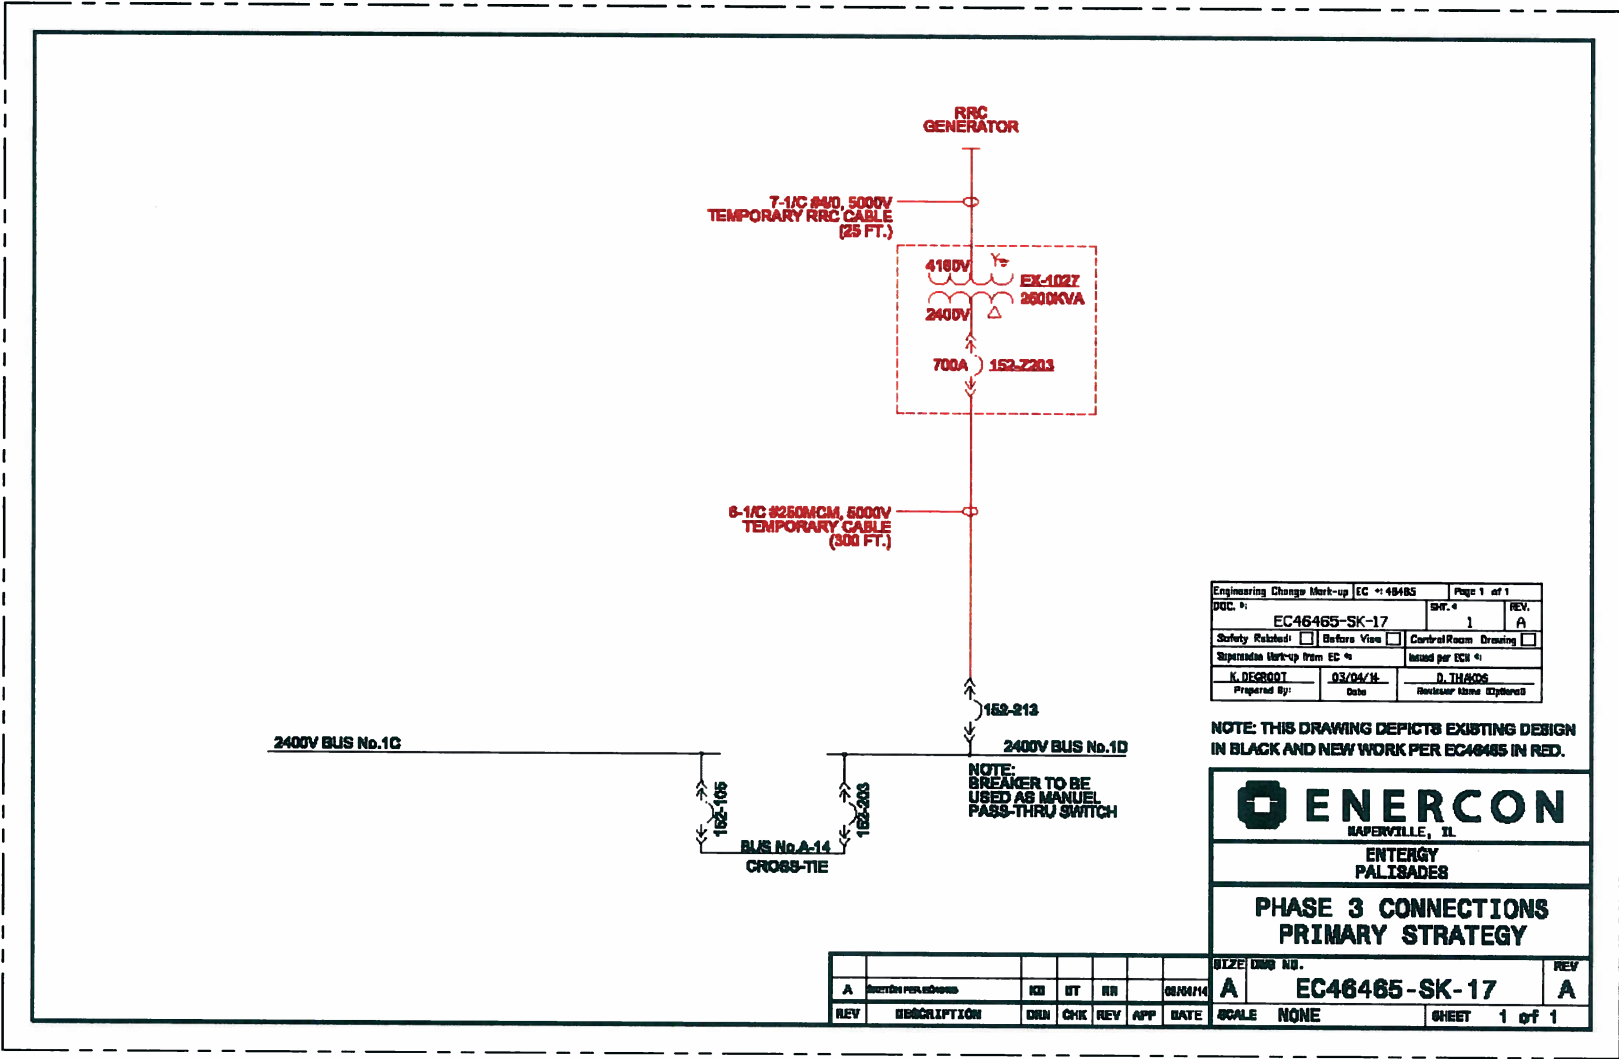 RRC
GENERATOR
7-1/C #4/0, 5000V
TEMPORARY RRC CABLE
(25 FT.)
4160V
EX-1027
2500KVA
2400V
700A
152-Z203
6-1/C #250MCM, 5000V
TEMPORARY CABLE
(300 FT.)
152-213
2400V BUS No.1C
2400V BUS No.1D
NOTE:
BREAKER TO BE
USED AS MANUEL
PASS-THRU SWITCH
152-105
152-203
BUS No.A-14
CROSS-TIE
Engineering Change Mark-up EC #: 46465 Page 1 of 1
DOC. #: SHT. # REV.
EC46465-SK-17 1 A
Safety Related: Before View Control Room Drawing
Supersedes Mark-up from EC #: Issued per ECN #:
K. DEGROOT 03/04/14 D. THAKOS
Prepared By: Date Reviewer Name (Optional)
NOTE: THIS DRAWING DEPICTS EXISTING DESIGN
IN BLACK AND NEW WORK PER EC46465 IN RED.
ENERCON
NAPERVILLE, IL
ENTERGY
PALISADES
PHASE 3 CONNECTIONS
PRIMARY STRATEGY
SIZE DWG NO. REV
A EC46465-SK-17 A
SCALE NONE SHEET 1 of 1
A KD DT RR
REV DESCRIPTION DRN CHK REV APP DATE